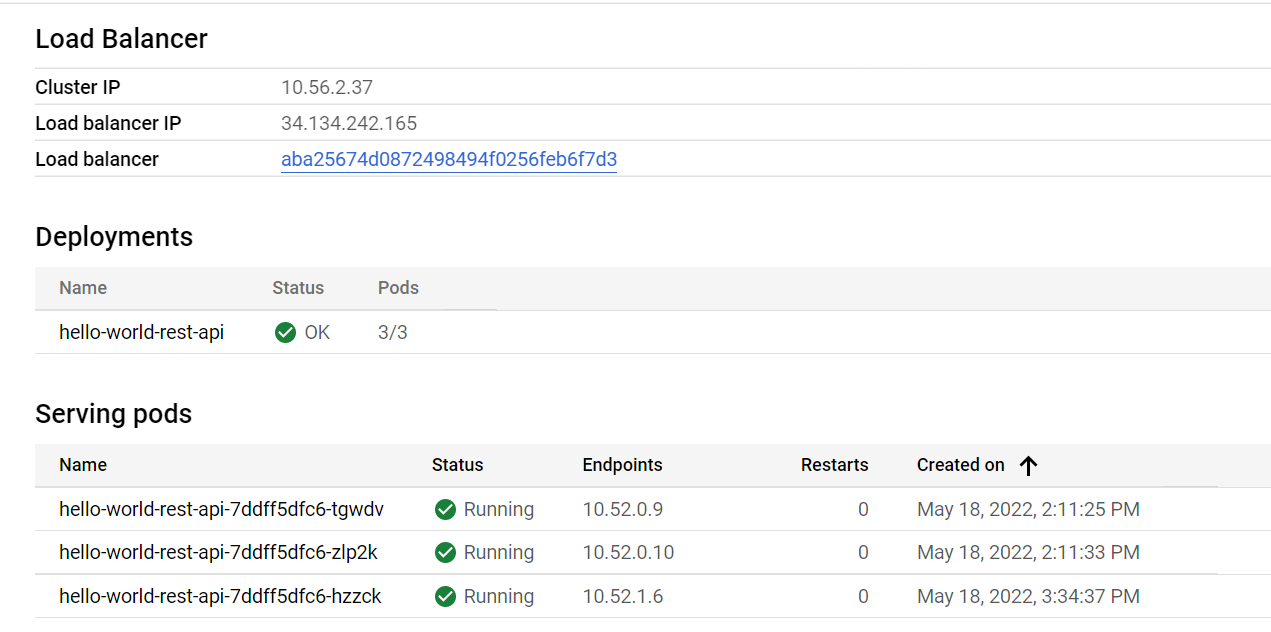 Load Balancer
Cluster IP 10.56.2.37
Load balancer IP 34.134.242.165
Load balancer aba25674d0872498494f0256feb6f7d3
Deployments
Name Status Pods
hello-world-rest-api OK 3/3
Serving pods
Name Status Endpoints Restarts Created on
hello-world-rest-api-7ddff5dfc6-tgwdv Running 10.52.0.9 0 May 18, 2022, 2:11:25 PM
hello-world-rest-api-7ddff5dfc6-zlp2k Running 10.52.0.10 0 May 18, 2022, 2:11:33 PM
hello-world-rest-api-7ddff5dfc6-hzzck Running 10.52.1.6 0 May 18, 2022, 3:34:37 PM